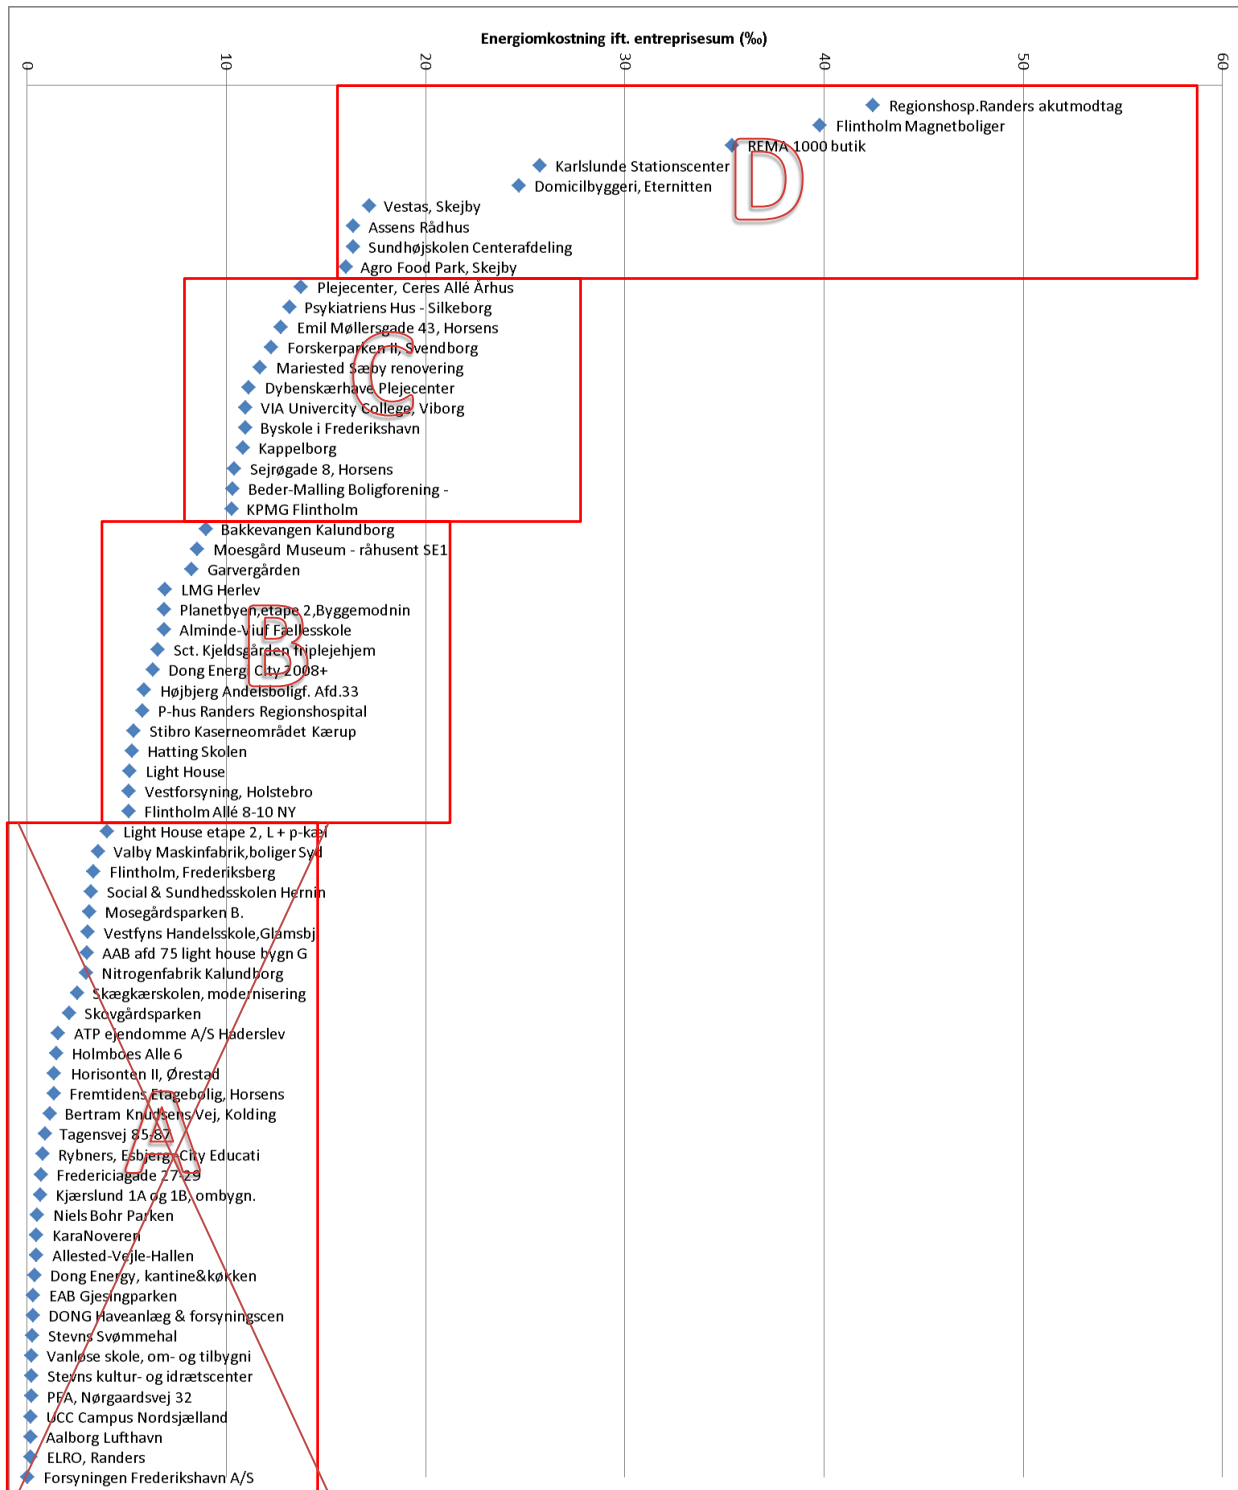 Energiomkostning ift. entreprisesum (‰)
0 10 20 30 40 50 60
Regionshosp.Randers akutmodtag
Flintholm Magnetboliger
REMA 1000 butik
Karlslunde Stationscenter
Domicilbyggeri, Eternitten
D
Vestas, Skejby
Assens Rådhus
Sundhøjskolen Centerafdeling
Agro Food Park, Skejby
Plejecenter, Ceres Allé Århus
Psykiatriens Hus - Silkeborg
Emil Møllersgade 43, Horsens
Forskerparken II, Svendborg
Mariested Sæby renovering
C
Dybenskærhave Plejecenter
VIA Univercity College, Viborg
Byskole i Frederikshavn
Kappelborg
Sejrøgade 8, Horsens
Beder-Malling Boligforening -
KPMG Flintholm
Bakkevangen Kalundborg
Moesgård Museum - råhusent SE1
Garvergården
LMG Herlev
Planetbyen,etape 2,Byggemodnin
Alminde-Viuf Fællesskole
B
Sct. Kjeldsgården friplejehjem
Dong Energi City 2008+
Højbjerg Andelsboligf. Afd.33
P-hus Randers Regionshospital
Stibro Kaserneområdet Kærup
Hatting Skolen
Light House
Vestforsyning, Holstebro
Flintholm Allé 8-10 NY
Light House etape 2, L + p-kæl
Valby Maskinfabrik,boliger Syd
Flintholm, Frederiksberg
Social & Sundhedsskolen Hernin
Mosegårdsparken B.
Vestfyns Handelsskole,Glamsbj
AAB afd 75 light house bygn G
Nitrogenfabrik Kalundborg
Skægkærskolen, modernisering
Skovgårdsparken
ATP ejendomme A/S Haderslev
Holmboes Alle 6
Horisonten II, Ørestad
Fremtidens Etagebolig, Horsens
Bertram Knudsens Vej, Kolding
Tagensvej 85-87
A
Rybners, Esbjerg City Educati
Fredericiagade 27-29
Kjærslund 1A og 1B, ombygn.
Niels Bohr Parken
KaraNoveren
Allested-Vejle-Hallen
Dong Energy, kantine&køkken
EAB Gjesingparken
DONG Haveanlæg & forsyningscen
Stevns Svømmehal
Vanløse skole, om- og tilbygni
Stevns kultur- og idrætscenter
PFA, Nørgaardsvej 32
UCC Campus Nordsjælland
Aalborg Lufthavn
ELRO, Randers
Forsyningen Frederikshavn A/S